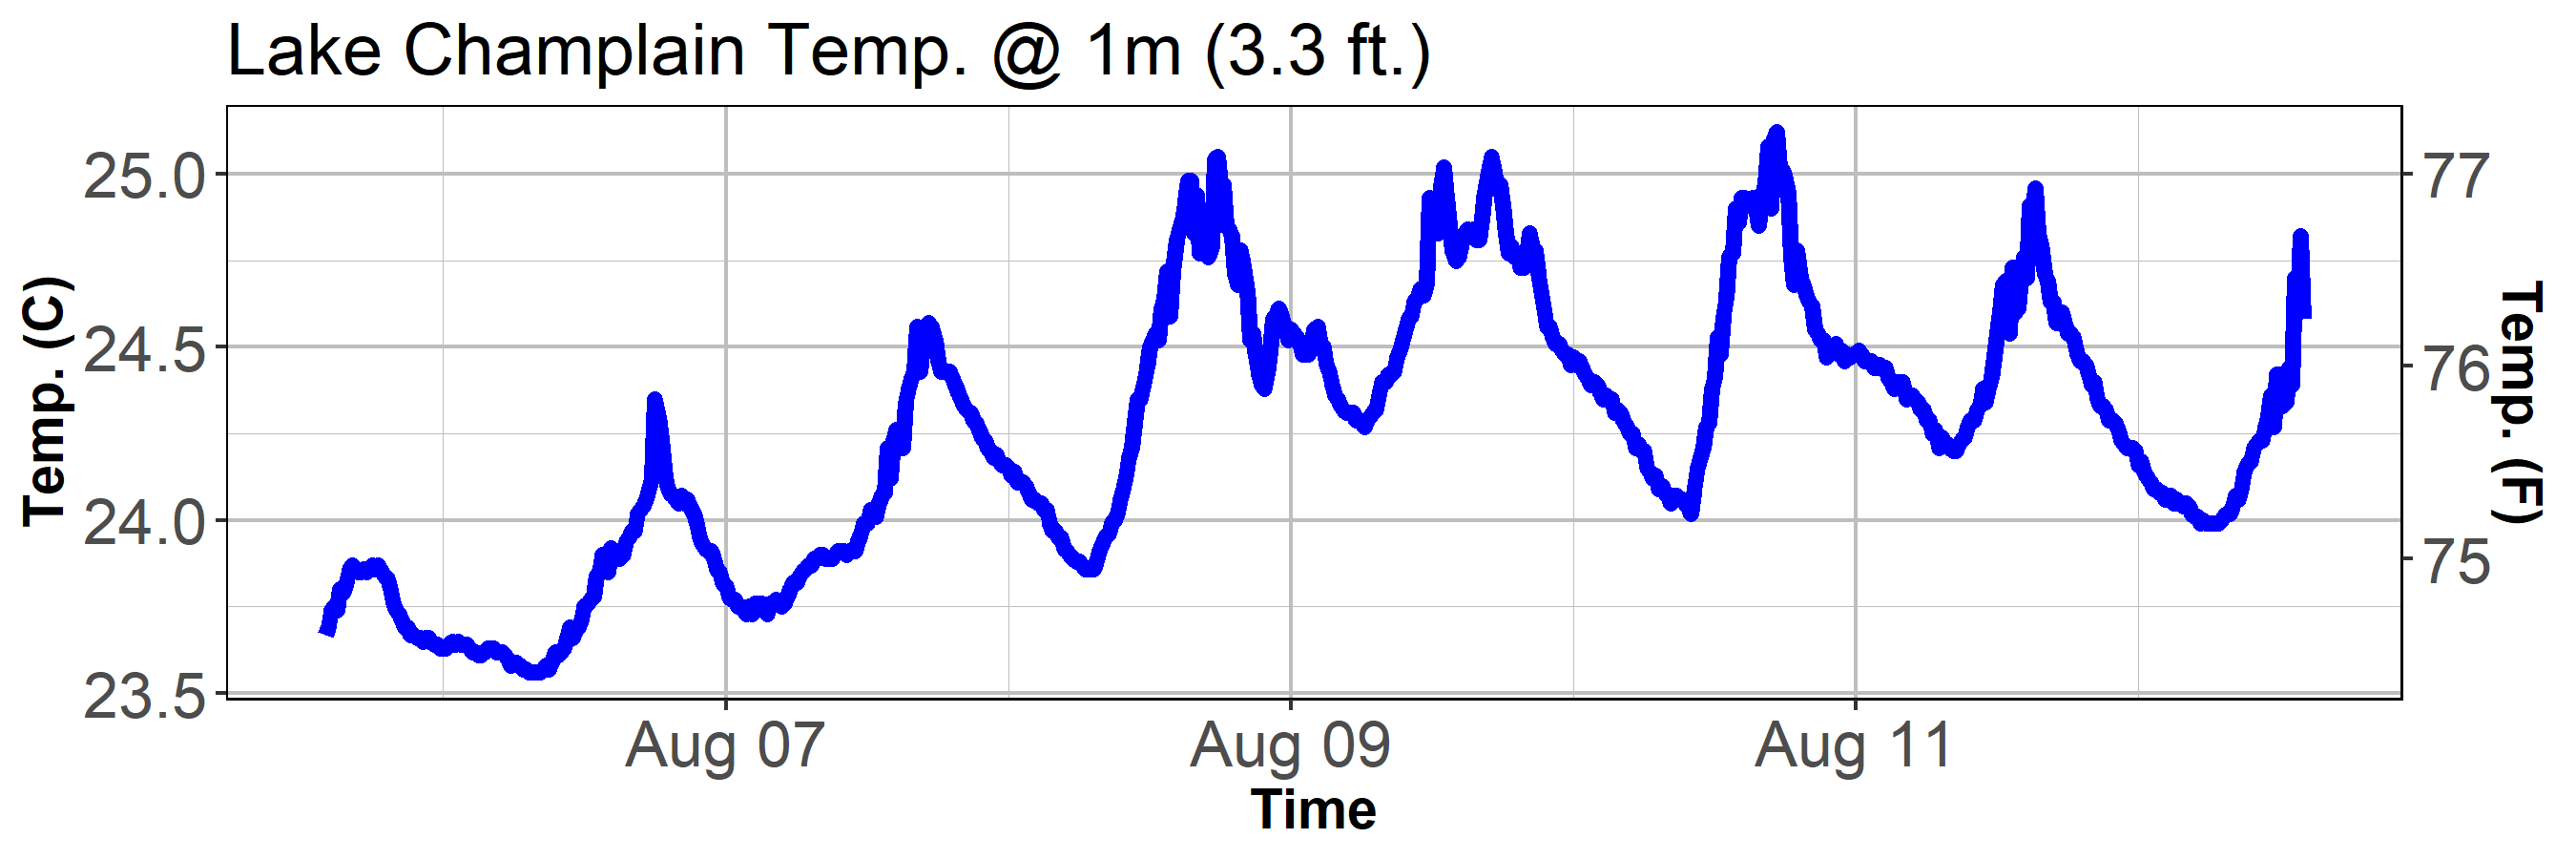 Lake Champlain Temp. @ 1m (3.3 ft.)
Temp. (C)
25.0
24.5
24.0
23.5
77
76
75
Temp. (F)
Aug 07 Aug 09 Aug 11
Time